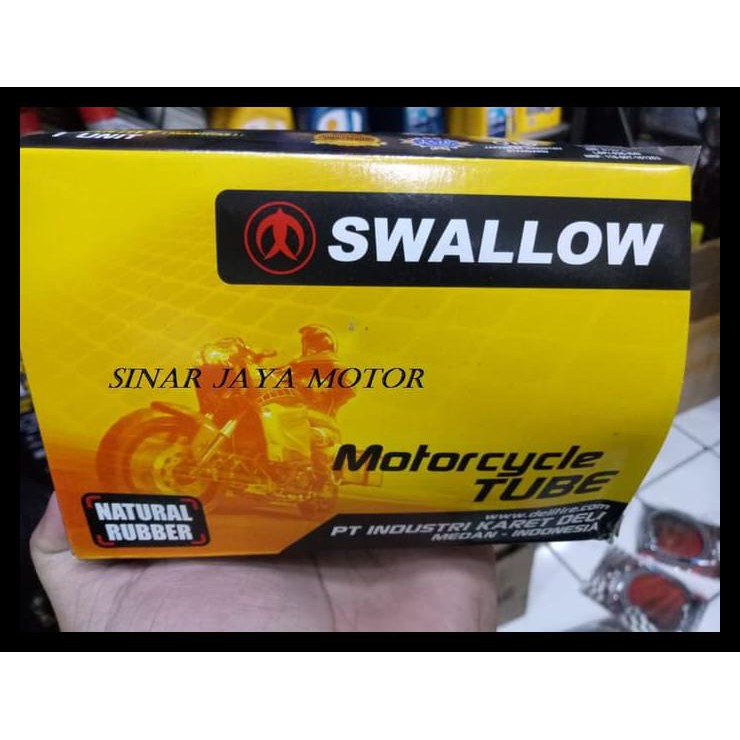 1 UNIT
SWALLOW
SINAR JAYA MOTOR
Motorcycle
TUBE
NATURAL
RUBBER
www.delitire.com
PT INDUSTRI KARET DELI
MEDAN - INDONESIA